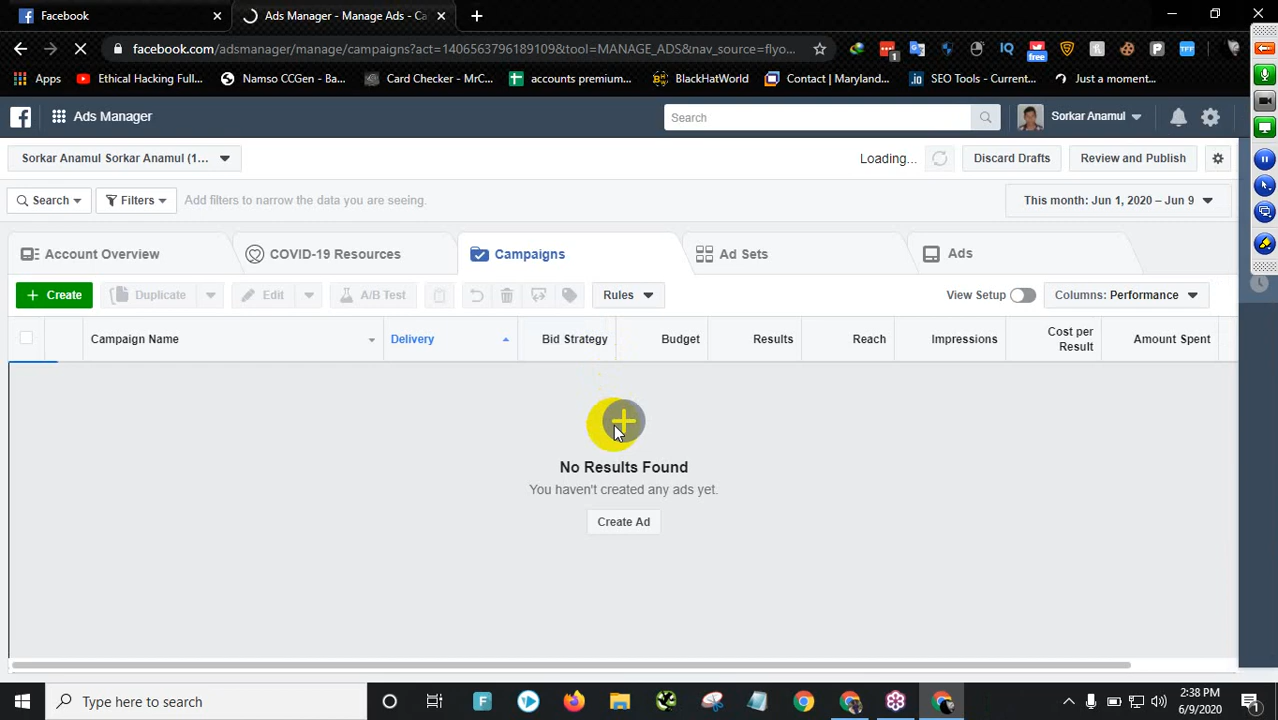 Facebook
Ads Manager - Manage Ads - Ca
facebook.com/adsmanager/manage/campaigns?act=1406563796189109&tool=MANAGE_ADS&nav_source=flyo...
1
free
Apps
Ethical Hacking Full...
Namso CCGen - Ba...
Card Checker - MrC...
accounts premium...
BlackHatWorld
Contact | Maryland...
SEO Tools - Current...
Just a moment...
Ads Manager
Search
Sorkar Anamul
Sorkar Anamul Sorkar Anamul (1...
Loading...
Discard Drafts
Review and Publish
Search
Filters
Add filters to narrow the data you are seeing.
This month: Jun 1, 2020 – Jun 9
Account Overview
COVID-19 Resources
Campaigns
Ad Sets
Ads
+ Create
Duplicate
Edit
A/B Test
Rules
View Setup
Columns: Performance
Campaign Name
Delivery
Bid Strategy
Budget
Results
Reach
Impressions
Cost per
Result
Amount Spent
No Results Found
You haven't created any ads yet.
Create Ad
Type here to search
2:38 PM
6/9/2020
1